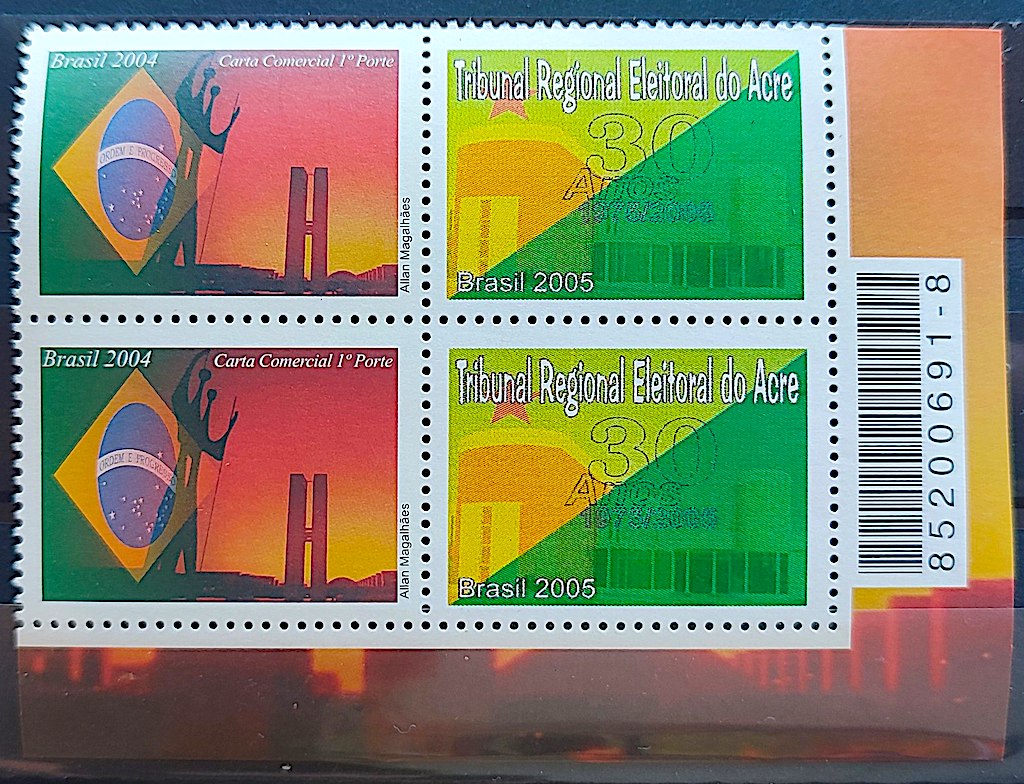 Brasil 2004
Carta Comercial 1º Porte
ORDEM E PROGRESSO
Allan Magalhães
Tribunal Regional Eleitoral do Acre
30
Anos
Brasil 2005
Brasil 2004
Carta Comercial 1º Porte
ORDEM E PROGRESSO
Allan Magalhães
Tribunal Regional Eleitoral do Acre
30
Anos
Brasil 2005
85200691-8